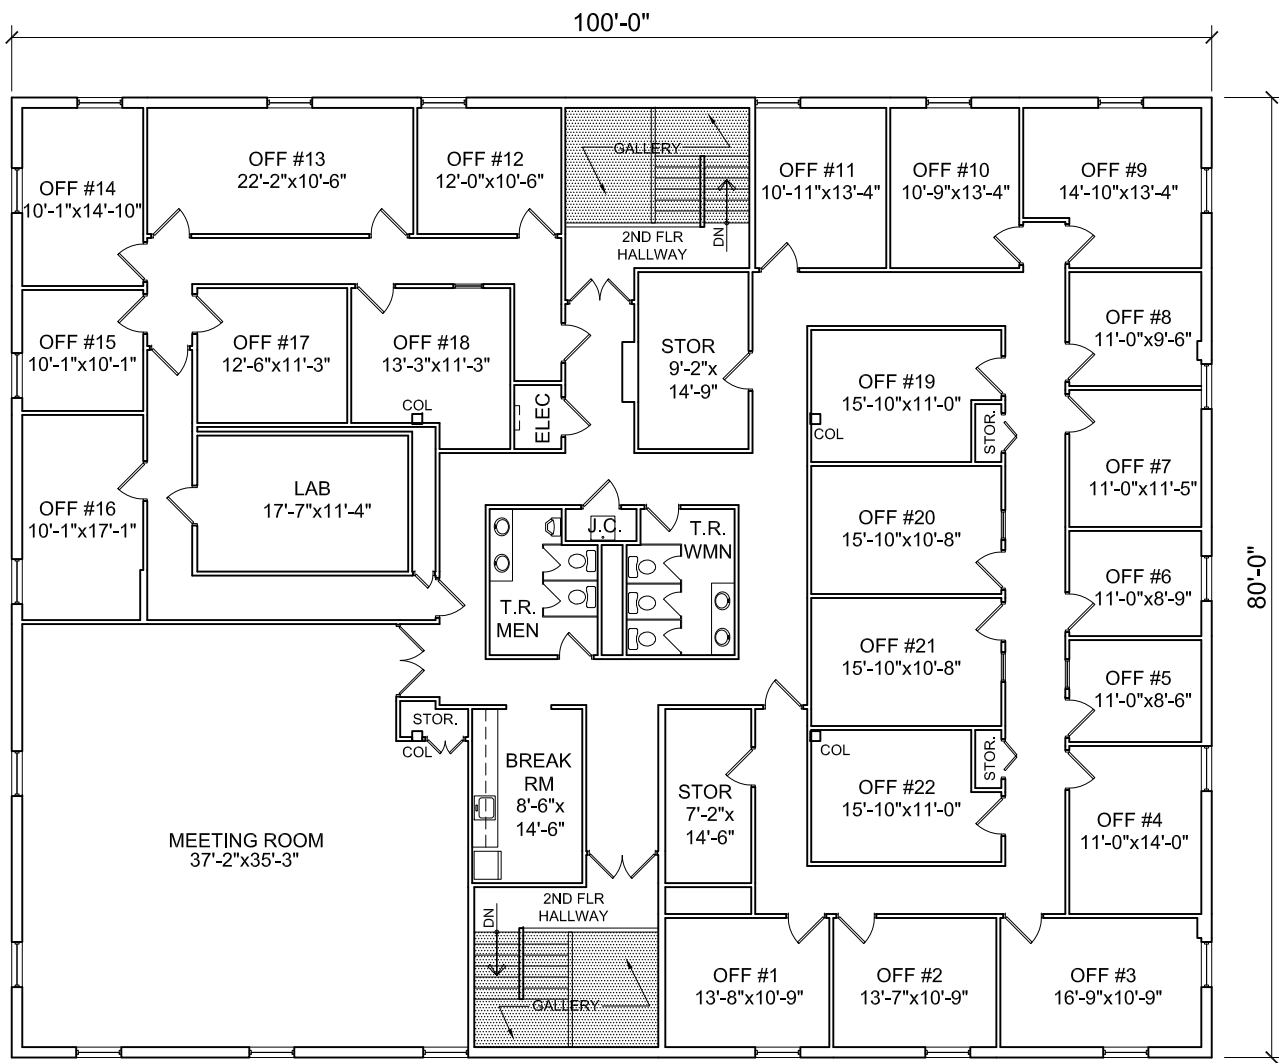 100'-0"
80'-0"
OFF #14
10'-1"x14'-10"
OFF #13
22'-2"x10'-6"
OFF #12
12'-0"x10'-6"
GALLERY
DN
2ND FLR
HALLWAY
OFF #11
10'-11"x13'-4"
OFF #10
10'-9"x13'-4"
OFF #9
14'-10"x13'-4"
OFF #15
10'-1"x10'-1"
OFF #17
12'-6"x11'-3"
OFF #18
13'-3"x11'-3"
COL
ELEC
STOR
9'-2"x
14'-9"
OFF #19
15'-10"x11'-0"
COL
STOR.
OFF #8
11'-0"x9'-6"
OFF #16
10'-1"x17'-1"
LAB
17'-7"x11'-4"
J.C.
T.R.
WMN
T.R.
MEN
OFF #20
15'-10"x10'-8"
OFF #7
11'-0"x11'-5"
OFF #6
11'-0"x8'-9"
OFF #21
15'-10"x10'-8"
OFF #5
11'-0"x8'-6"
STOR.
COL
BREAK
RM
8'-6"x
14'-6"
STOR
7'-2"x
14'-6"
COL
STOR.
OFF #22
15'-10"x11'-0"
OFF #4
11'-0"x14'-0"
MEETING ROOM
37'-2"x35'-3"
2ND FLR
HALLWAY
DN
GALLERY
OFF #1
13'-8"x10'-9"
OFF #2
13'-7"x10'-9"
OFF #3
16'-9"x10'-9"